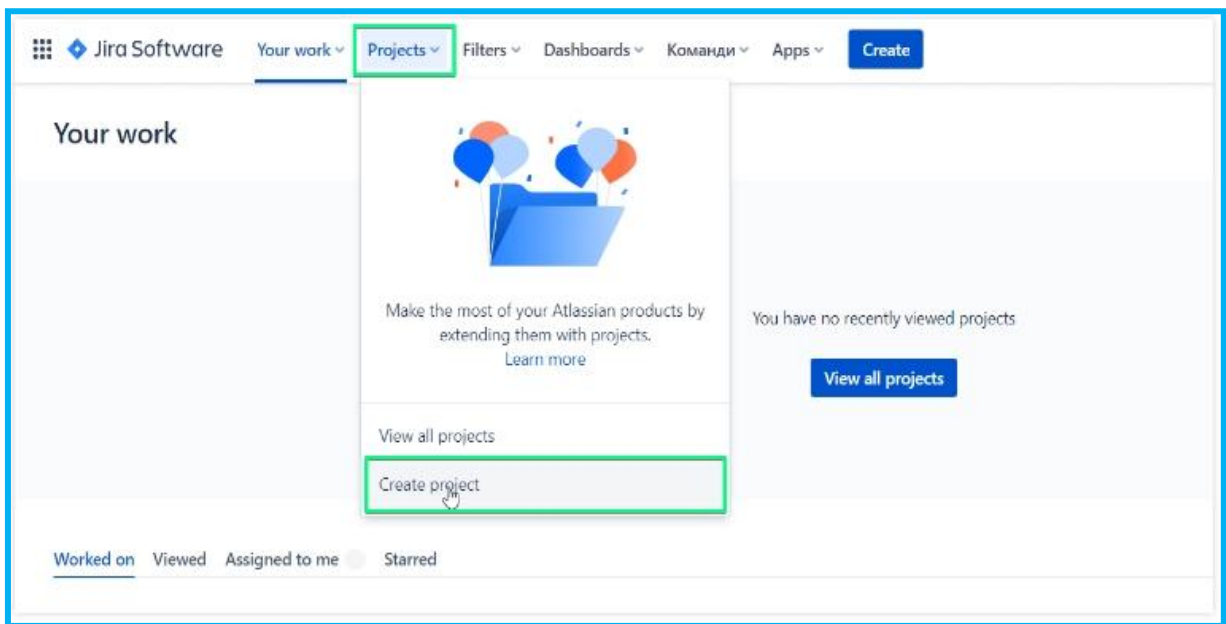 Jira Software Your work Projects Filters Dashboards Команди Apps Create
Your work
Make the most of your Atlassian products by
extending them with projects.
Learn more
You have no recently viewed projects
View all projects
View all projects
Create project
Worked on Viewed Assigned to me Starred